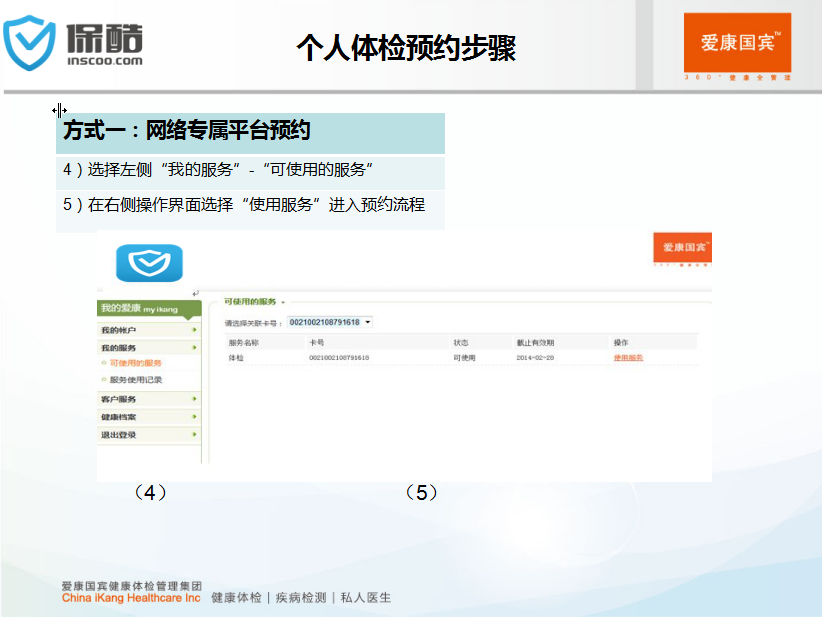 保酷
inscoo.com
个人体检预约步骤
爱康国宾™
360°健康全管理
方式一：网络专属平台预约
4）选择左侧“我的服务”-“可使用的服务”
5）在右侧操作界面选择“使用服务”进入预约流程
爱康国宾™
我的爱康 my ikang
我的帐户
我的服务
可使用的服务
服务使用记录
客户服务
健康档案
退出登录
可使用的服务
请选择关联卡号： 0021002108791618
服务名称 卡号 状态 截止有效期 操作
体检 0021002108791618 可使用 2014-02-28 使用服务
（4） （5）
爱康国宾健康体检管理集团
China iKang Healthcare Inc 健康体检 | 疾病检测 | 私人医生